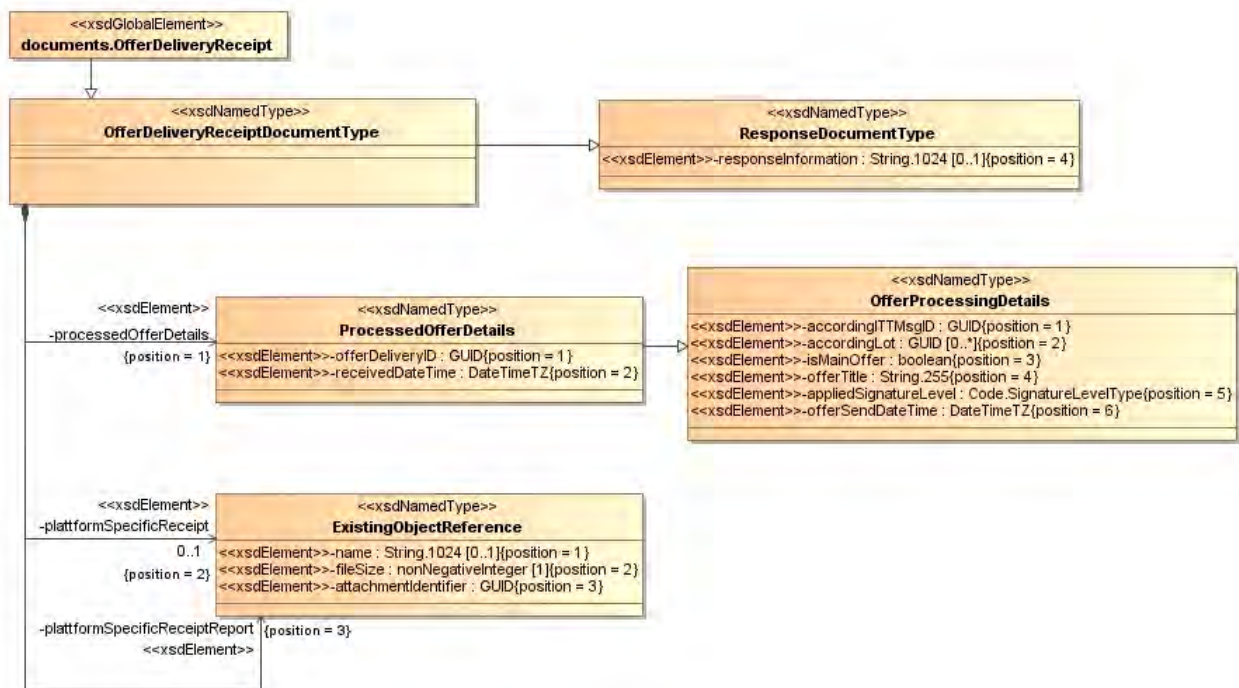 <<xsdGlobalElement>>
documents.OfferDeliveryReceipt
<<xsdNamedType>>
OfferDeliveryReceiptDocumentType
<<xsdNamedType>>
ResponseDocumentType
<<xsdElement>>-responseInformation : String.1024 [0..1]{position = 4}
<<xsdElement>>
-processedOfferDetails
{position = 1}
<<xsdNamedType>>
ProcessedOfferDetails
<<xsdElement>>-offerDeliveryID : GUID{position = 1}
<<xsdElement>>-receivedDateTime : DateTimeTZ{position = 2}
<<xsdNamedType>>
OfferProcessingDetails
<<xsdElement>>-accordingITTMsgID : GUID{position = 1}
<<xsdElement>>-accordingLot : GUID [0..*]{position = 2}
<<xsdElement>>-isMainOffer : boolean{position = 3}
<<xsdElement>>-offerTitle : String.255{position = 4}
<<xsdElement>>-appliedSignatureLevel : Code.SignatureLevelType{position = 5}
<<xsdElement>>-offerSendDateTime : DateTimeTZ{position = 6}
<<xsdElement>>
-plattformSpecificReceipt
0..1
{position = 2}
<<xsdNamedType>>
ExistingObjectReference
<<xsdElement>>-name : String.1024 [0..1]{position = 1}
<<xsdElement>>-fileSize : nonNegativeInteger [1]{position = 2}
<<xsdElement>>-attachmentIdentifier : GUID{position = 3}
-plattformSpecificReceiptReport {position = 3}
<<xsdElement>>